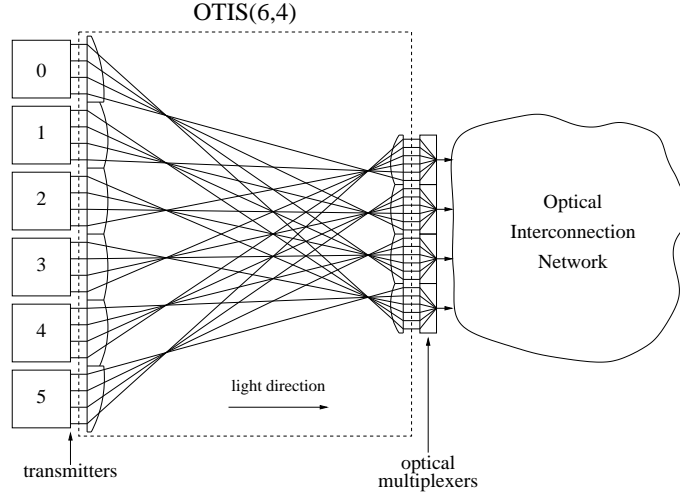 OTIS(6,4)
0
1
2
3
4
5
Optical
Interconnection
Network
light direction
transmitters
optical
multiplexers